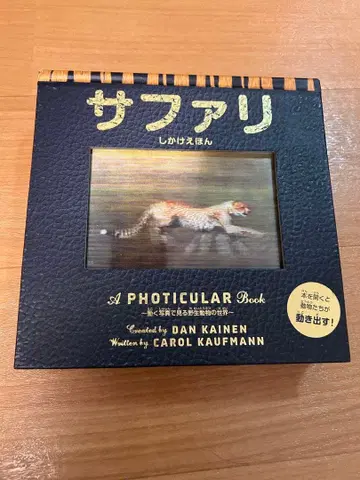 サファリ
しかけえほん
A PHOTICULAR Book
〜動く写真で見る野生動物の世界〜
Created by DAN KAINEN
Written by CAROL KAUFMANN
本を開くと
動物たちが
動き出す!